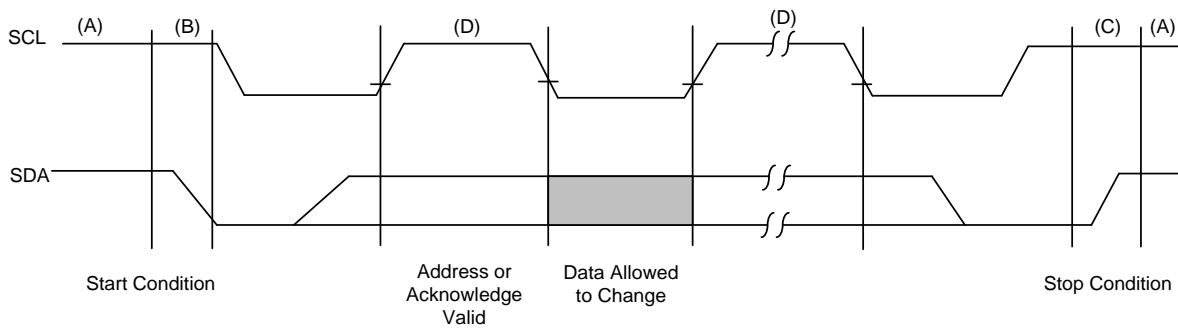 (A) (B) (D) (D) (C) (A)
SCL
SDA
Start Condition
Address or
Acknowledge
Valid
Data Allowed
to Change
Stop Condition